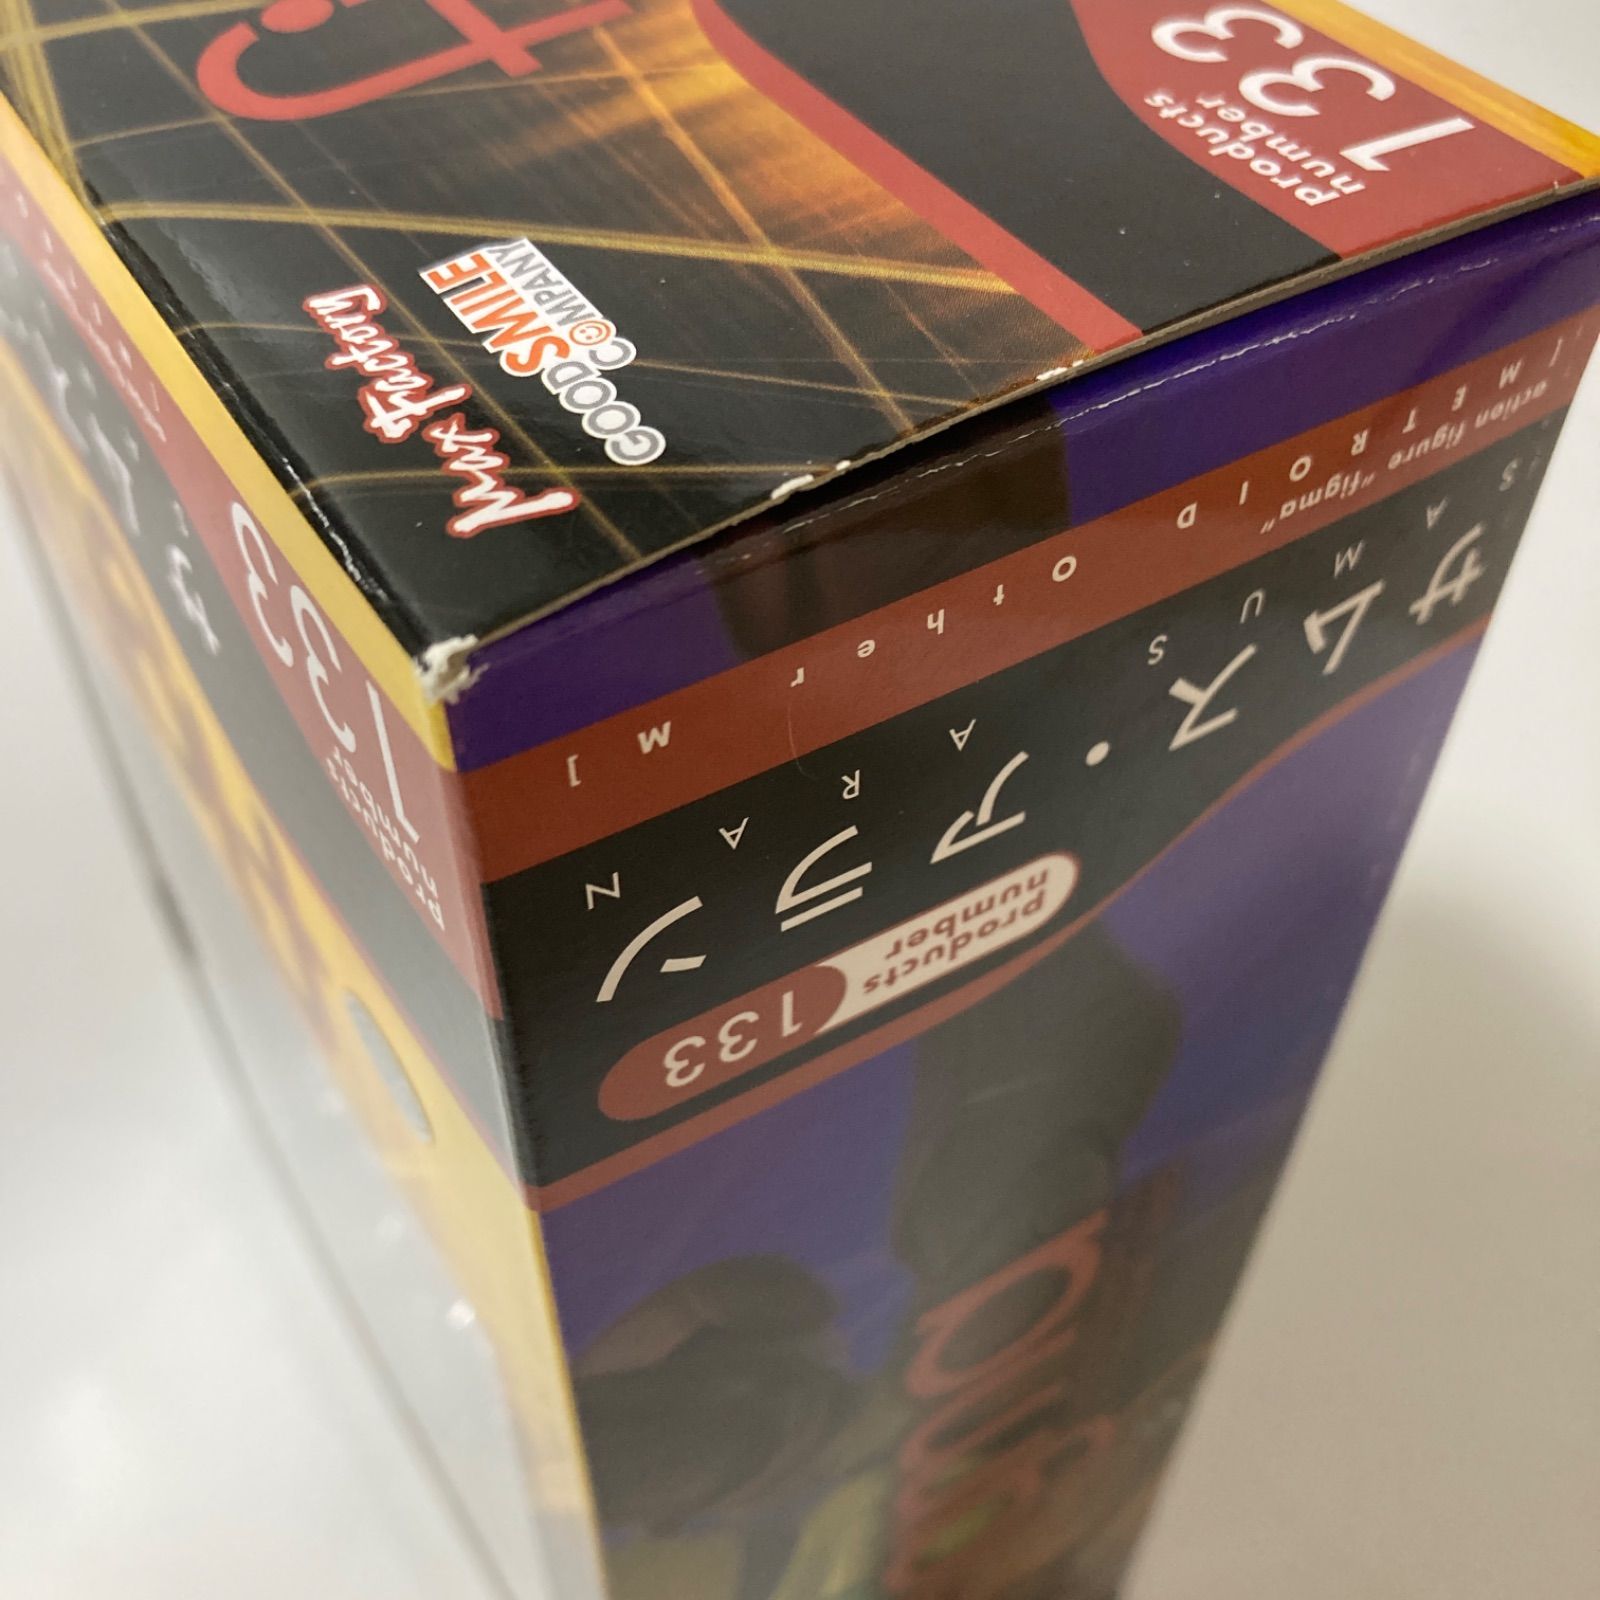 products
number
133
Max Factory
GOOD
SMILE
COMPANY
products
number
133
action figure "figma"
[ METROID Other M ]
SAMUS ARAN
サムス・アラン
products
number
133